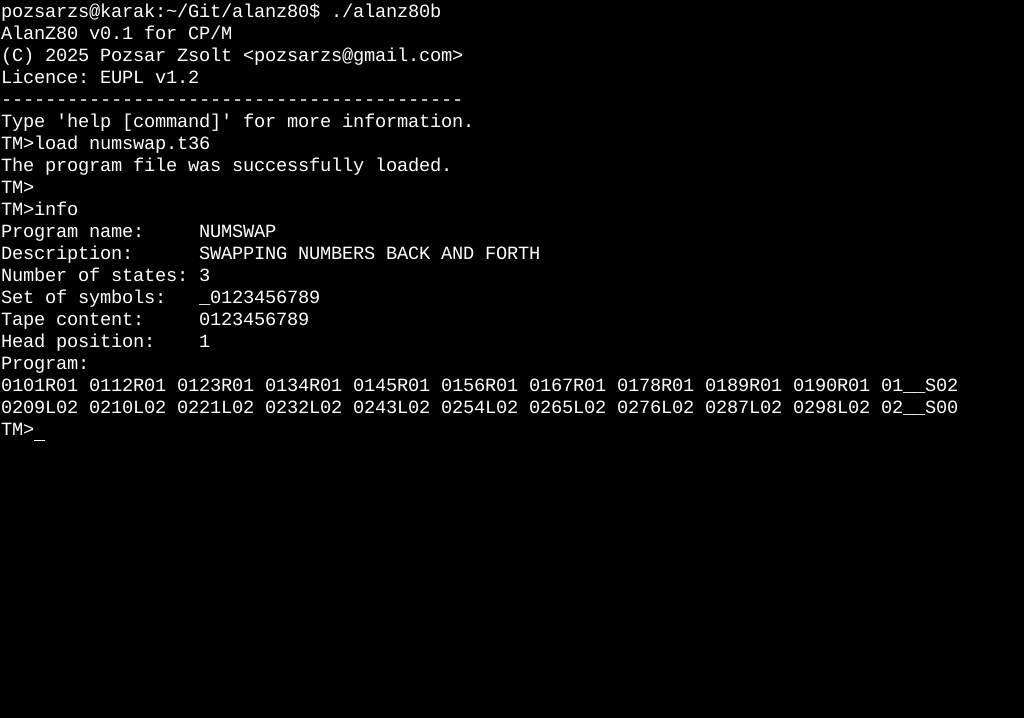 pozsarzs@karak:~/Git/alanz80$ ./alanz80b
AlanZ80 v0.1 for CP/M
(C) 2025 Pozsar Zsolt <pozsarzs@gmail.com>
Licence: EUPL v1.2
------------------------------------------
Type 'help [command]' for more information.
TM>load numswap.t36
The program file was successfully loaded.
TM>
TM>info
Program name:     NUMSWAP
Description:      SWAPPING NUMBERS BACK AND FORTH
Number of states: 3
Set of symbols:   _0123456789
Tape content:     0123456789
Head position:    1
Program:
0101R01 0112R01 0123R01 0134R01 0145R01 0156R01 0167R01 0178R01 0189R01 0190R01 01__S02
0209L02 0210L02 0221L02 0232L02 0243L02 0254L02 0265L02 0276L02 0287L02 0298L02 02__S00
TM>_